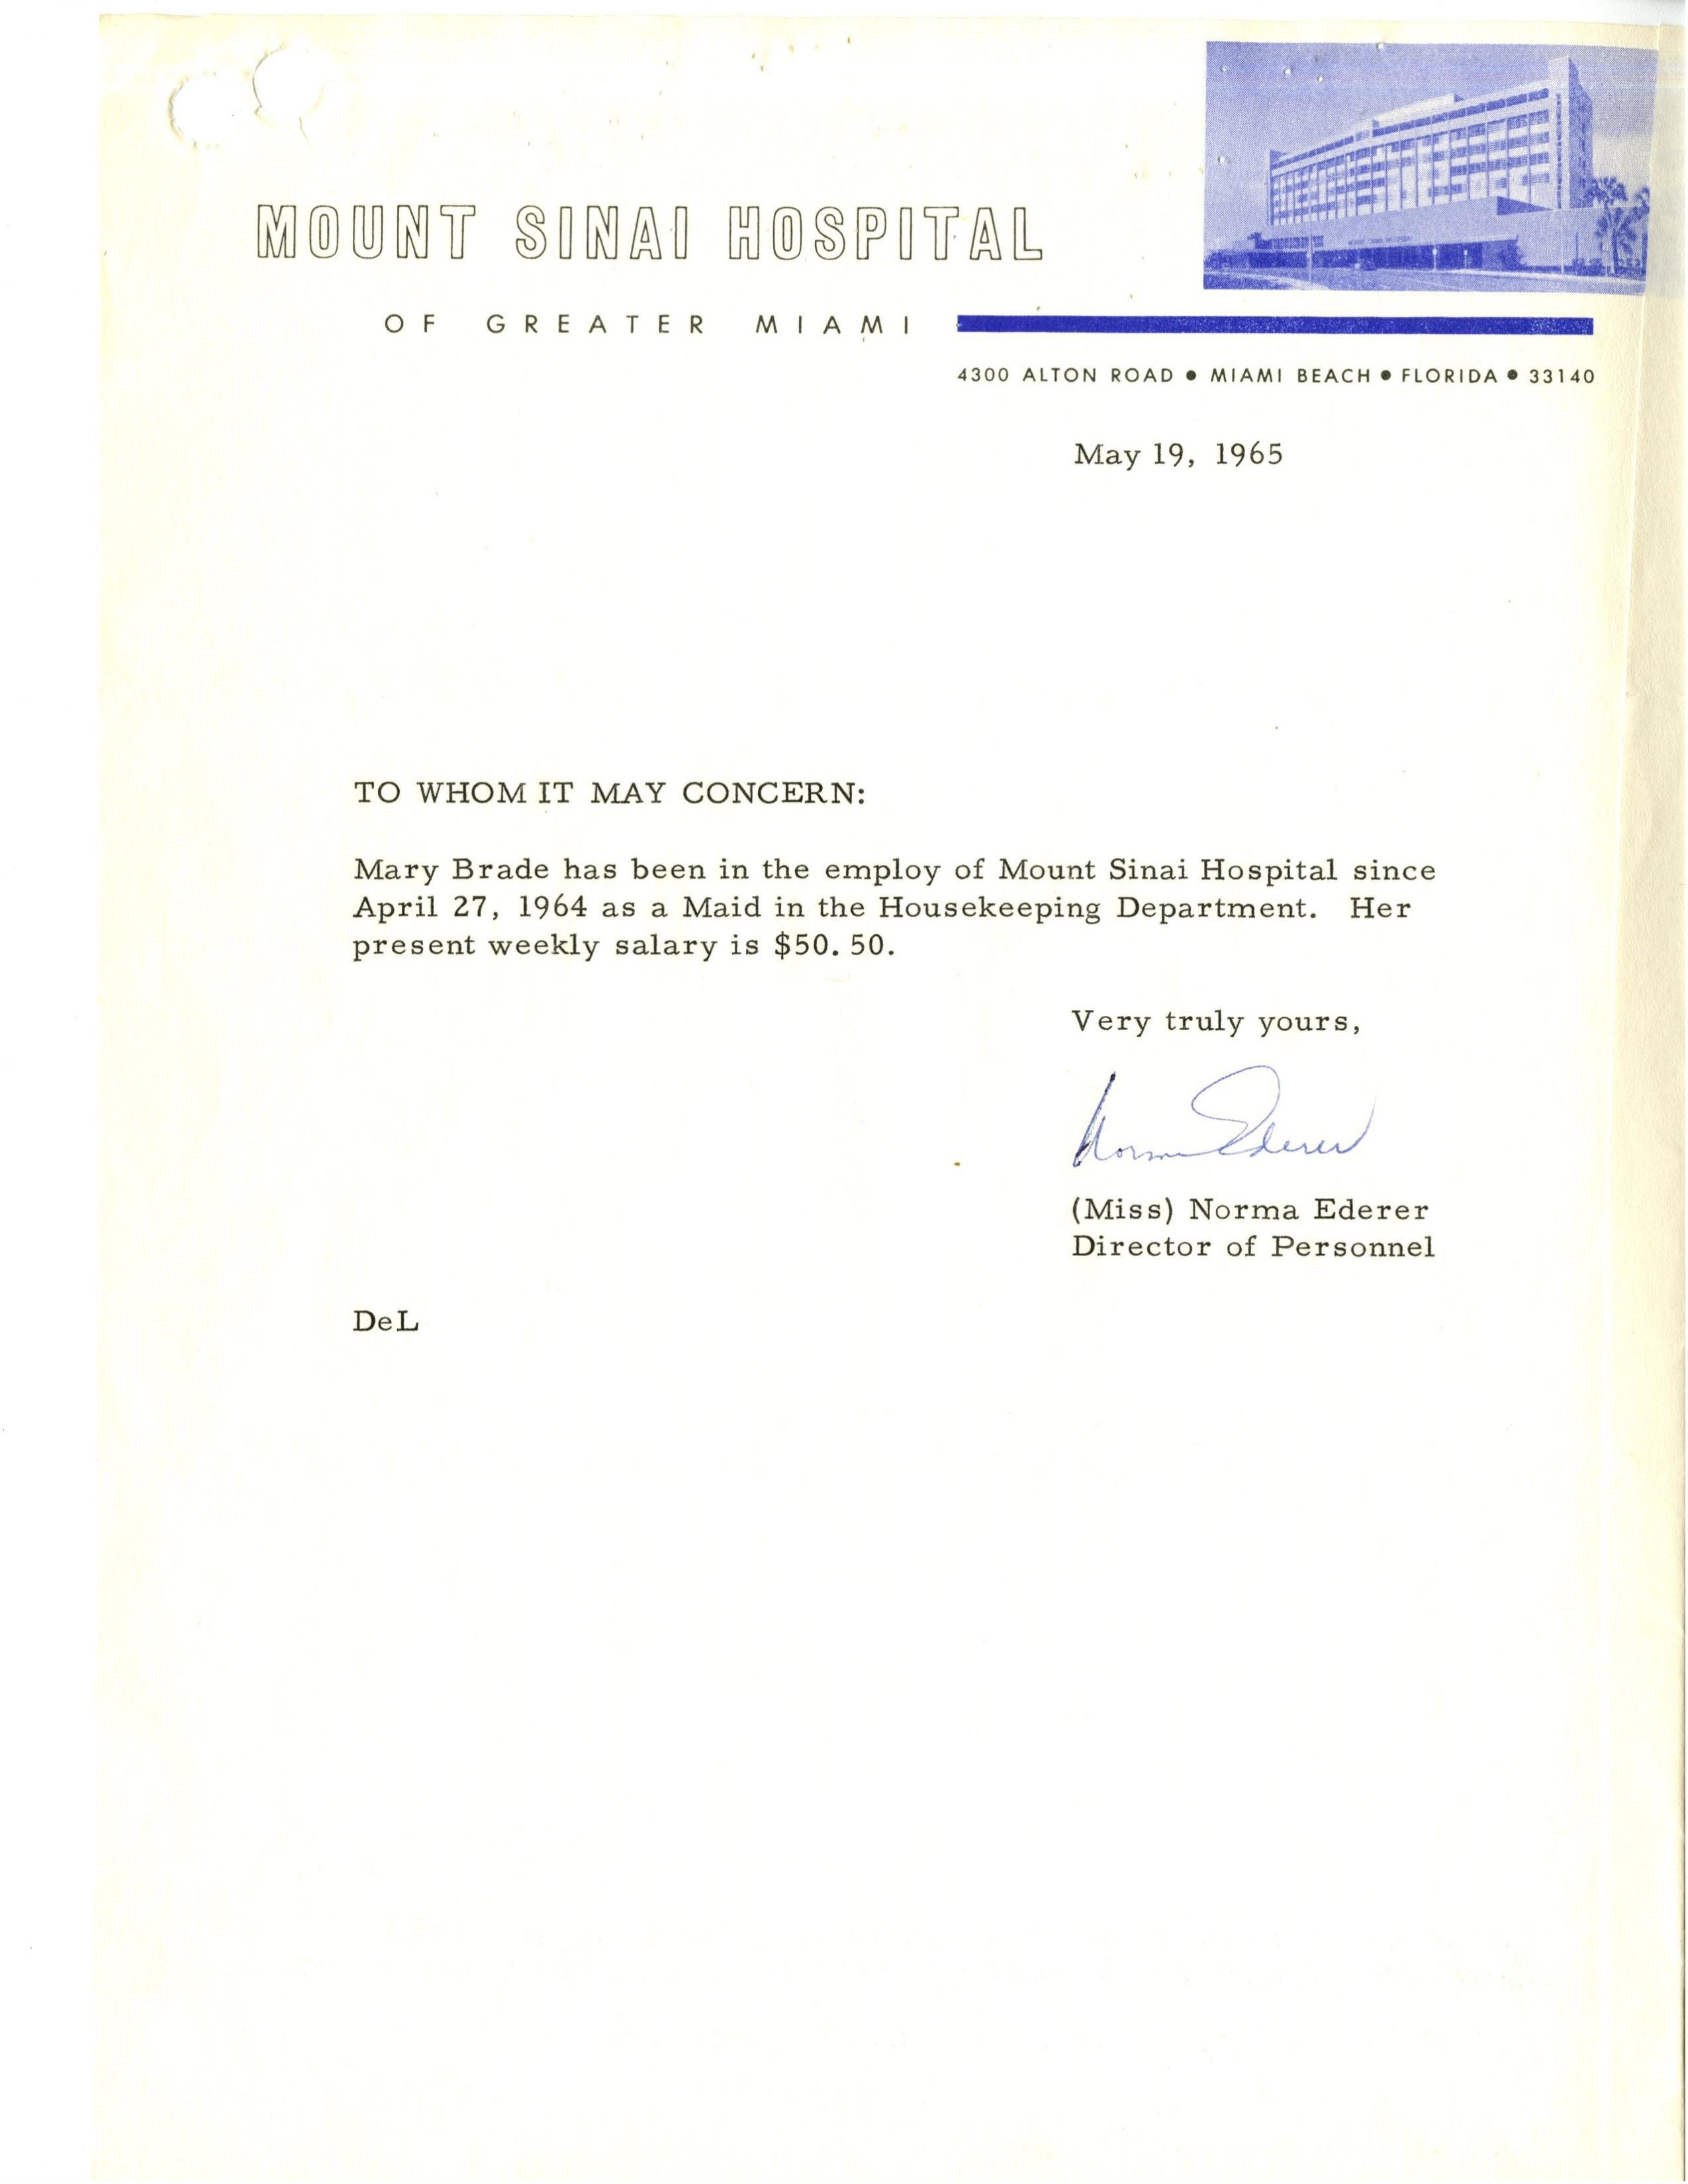 MOUNT SINAI HOSPITAL
OF GREATER MIAMI
4300 ALTON ROAD • MIAMI BEACH • FLORIDA • 33140
May 19, 1965
TO WHOM IT MAY CONCERN:
Mary Brade has been in the employ of Mount Sinai Hospital since
April 27, 1964 as a Maid in the Housekeeping Department. Her
present weekly salary is $50. 50.
Very truly yours,
Norma Ederer
(Miss) Norma Ederer
Director of Personnel
DeL